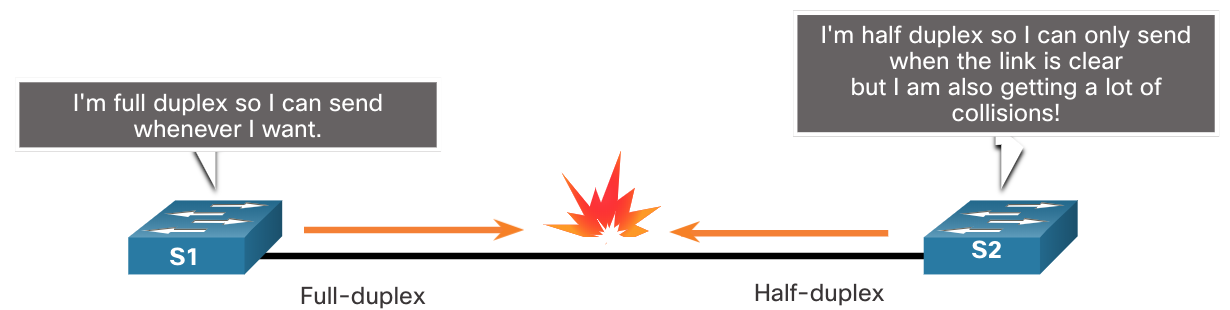 I'm full duplex so I can send
whenever I want.
I'm half duplex so I can only send
when the link is clear
but I am also getting a lot of
collisions!
S1
S2
Full-duplex
Half-duplex